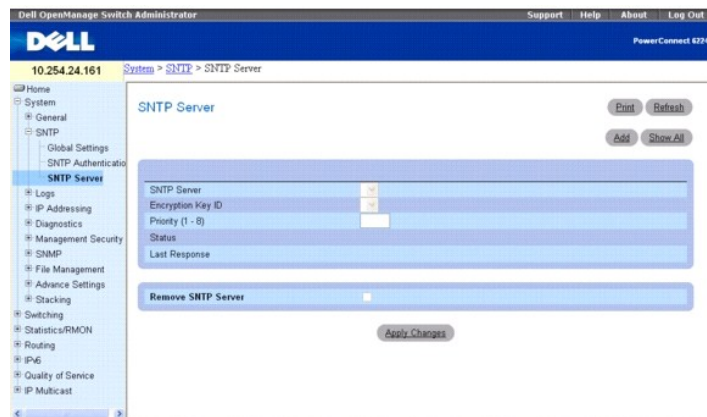 Dell OpenManage Switch Administrator
Support Help About Log Out
DELL
PowerConnect 622
10.254.24.161
System > SNTP > SNTP Server
Home
System
General
SNTP
Global Settings
SNTP Authenticatio
SNTP Server
Logs
IP Addressing
Diagnostics
Management Security
SNMP
File Management
Advance Settings
Stacking
Switching
Statistics/RMON
Routing
IPv6
Quality of Service
IP Multicast
SNTP Server
Print Refresh
Add Show All
SNTP Server
Encryption Key ID
Priority (1 - 8)
Status
Last Response
Remove SNTP Server
Apply Changes